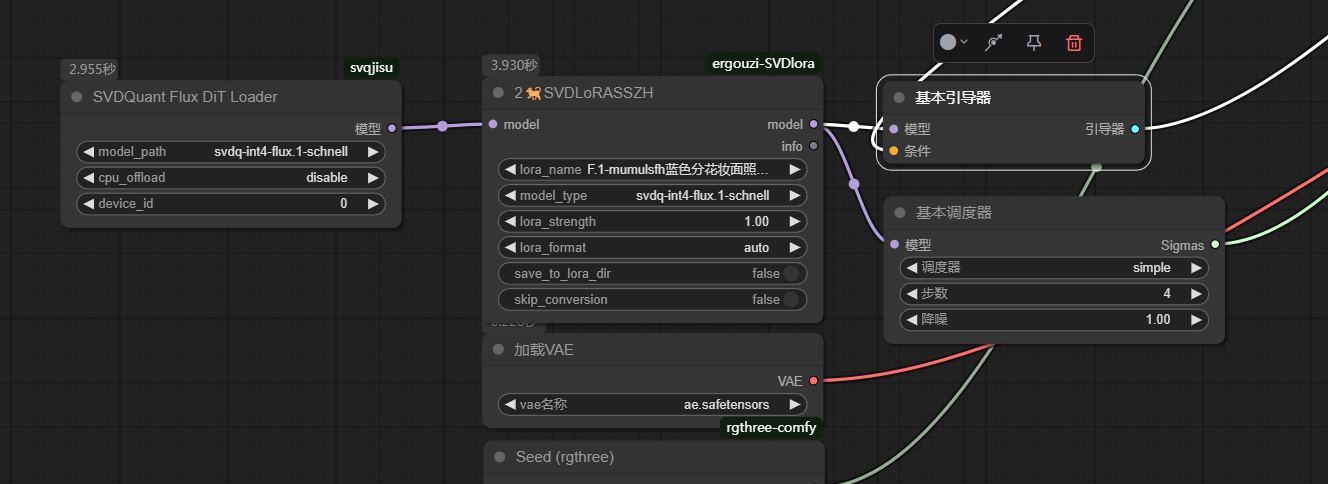 2.955秒
svqjisu
SVDQuant Flux DiT Loader
模型
model_path svdq-int4-flux.1-schnell
cpu_offload disable
device_id 0
3.930秒
ergouzi-SVDlora
2🐕SVDLoRASSZH
model model
info
lora_name F.1-mumulsfh蓝色分花妆面照...
model_type svdq-int4-flux.1-schnell
lora_strength 1.00
lora_format auto
save_to_lora_dir false
skip_conversion false
加载VAE
VAE
vae名称 ae.safetensors
rgthree-comfy
Seed (rgthree)
基本引导器
模型 引导器
条件
基本调度器
模型 Sigmas
调度器 simple
步数 4
降噪 1.00